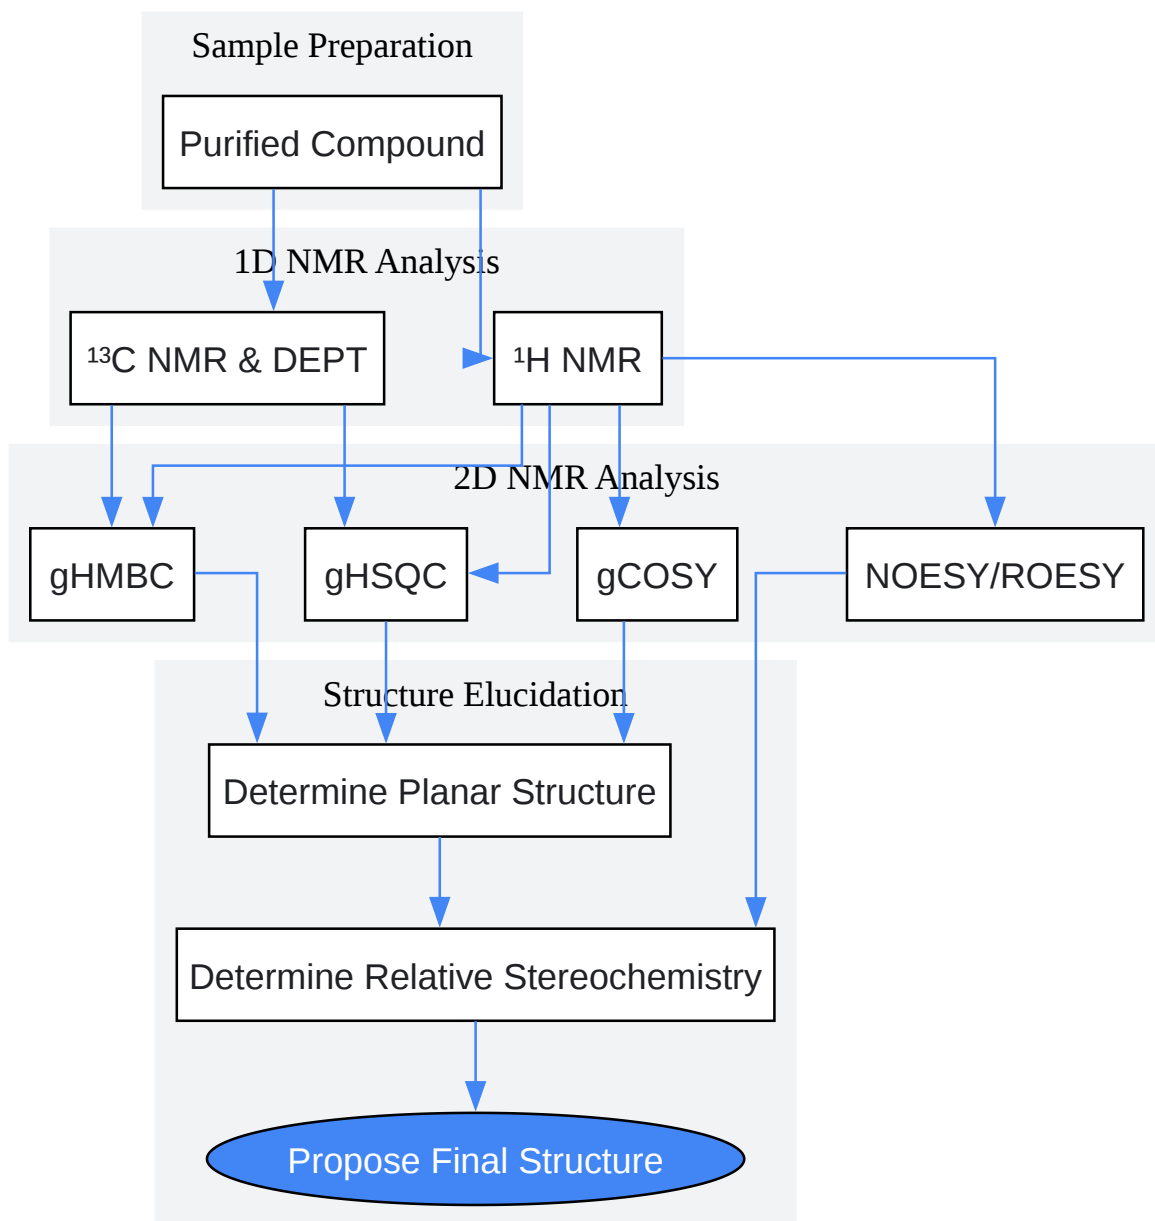 Sample Preparation
Purified Compound
1D NMR Analysis
¹³C NMR & DEPT
¹H NMR
2D NMR Analysis
gHMBC
gHSQC
gCOSY
NOESY/ROESY
Structure Elucidation
Determine Planar Structure
Determine Relative Stereochemistry
Propose Final Structure